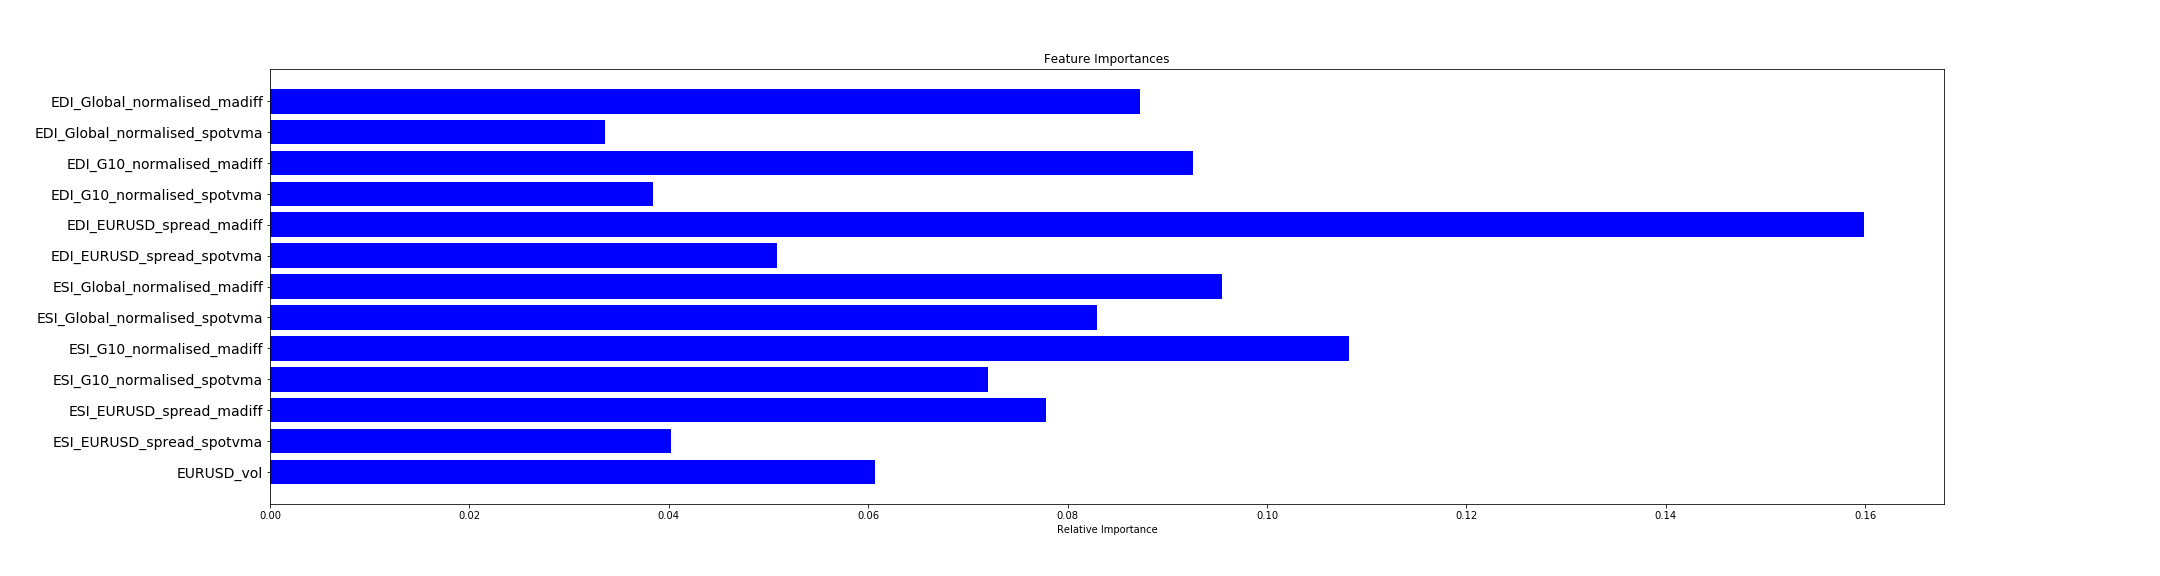 Feature Importances
EDI_Global_normalised_madiff
EDI_Global_normalised_spotvma
EDI_G10_normalised_madiff
EDI_G10_normalised_spotvma
EDI_EURUSD_spread_madiff
EDI_EURUSD_spread_spotvma
ESI_Global_normalised_madiff
ESI_Global_normalised_spotvma
ESI_G10_normalised_madiff
ESI_G10_normalised_spotvma
ESI_EURUSD_spread_madiff
ESI_EURUSD_spread_spotvma
EURUSD_vol
0.00 0.02 0.04 0.06 0.08 0.10 0.12 0.14 0.16
Relative Importance